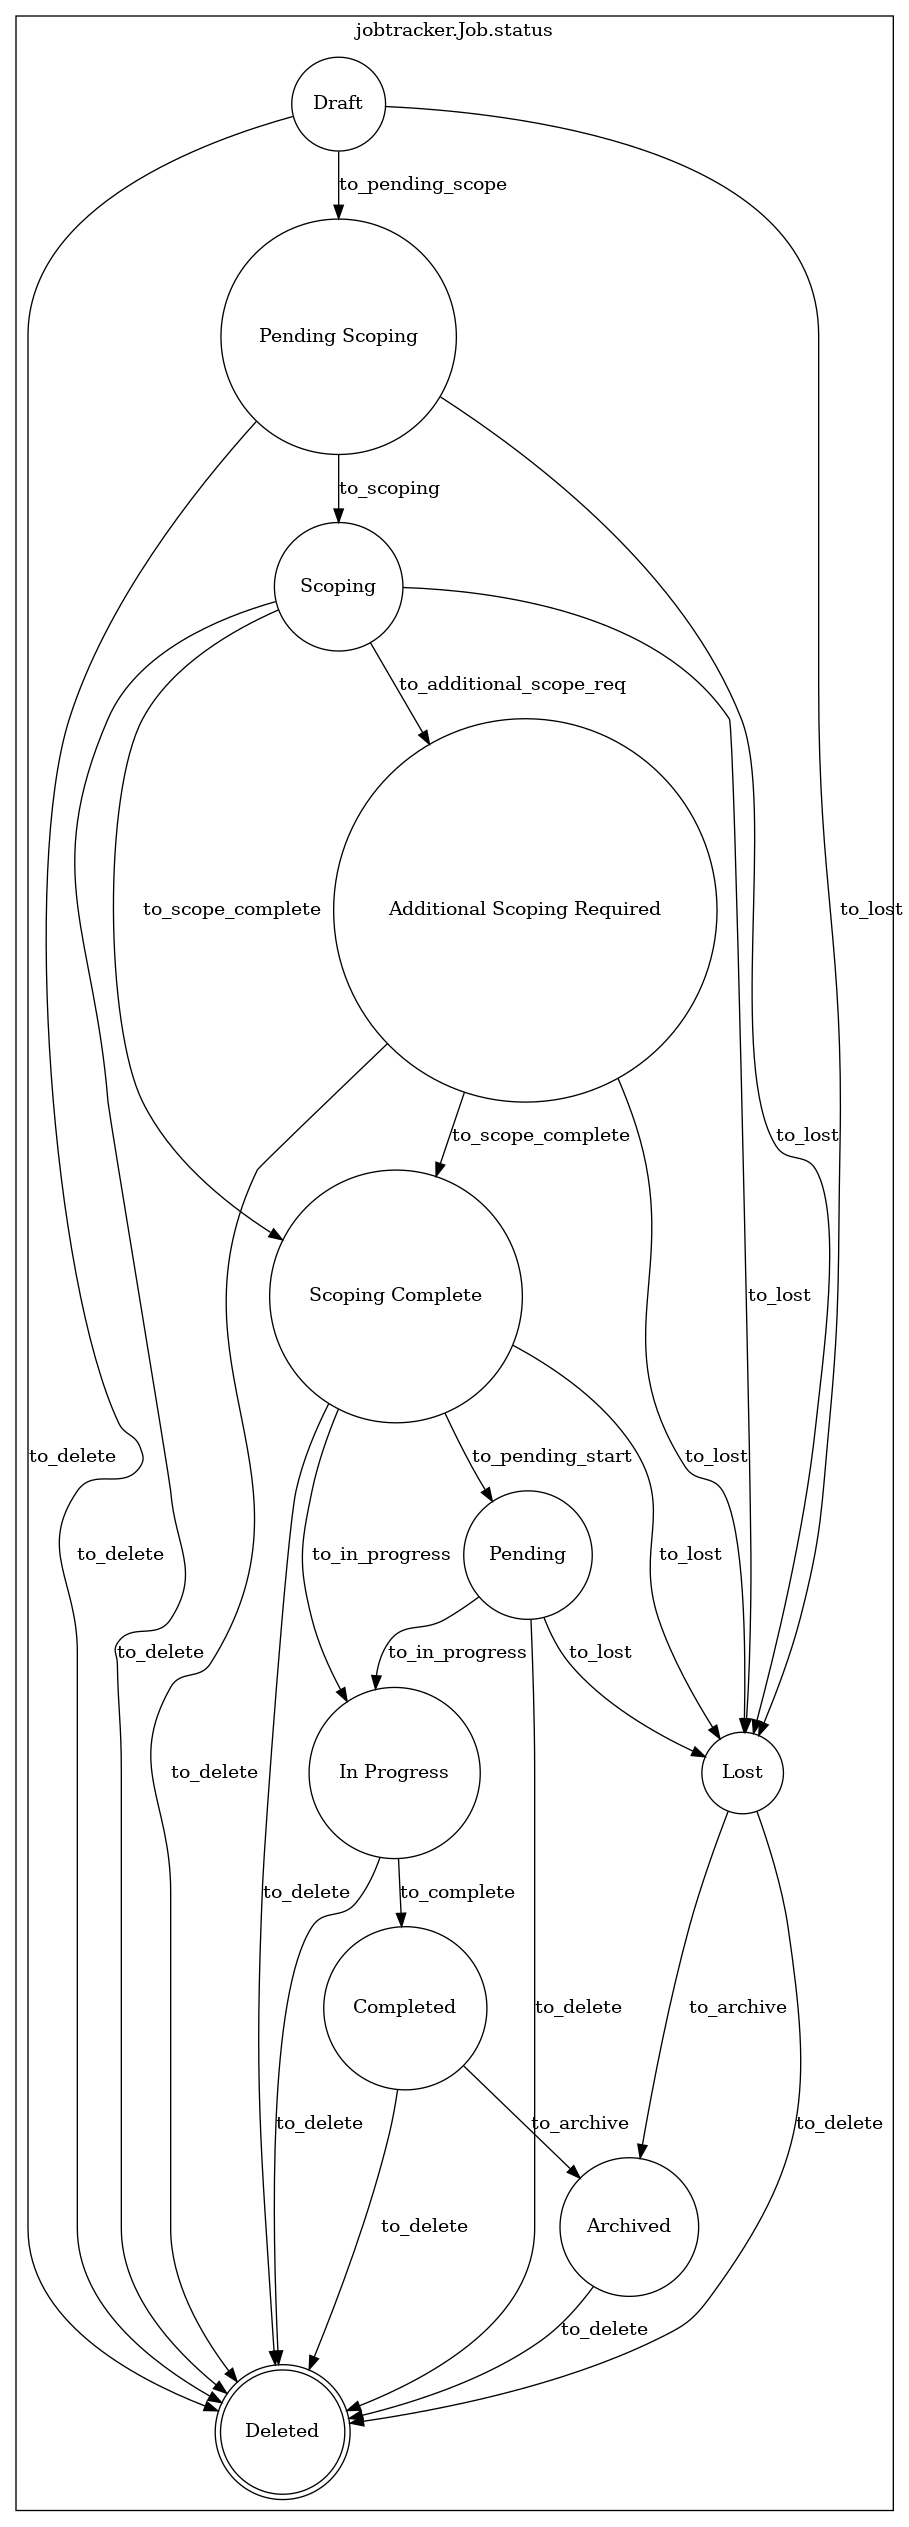 jobtracker.Job.status
Draft
to_pending_scope
Pending Scoping
to_scoping
Scoping
to_additional_scope_req
to_scope_complete
Additional Scoping Required
to_lost
to_scope_complete
to_lost
Scoping Complete
to_lost
to_delete
to_pending_start
to_lost
to_delete
to_in_progress
Pending
to_lost
to_delete
to_in_progress
to_lost
to_delete
In Progress
Lost
to_delete
to_complete
Completed
to_delete
to_archive
to_delete
to_archive
to_delete
to_delete
Archived
to_delete
Deleted